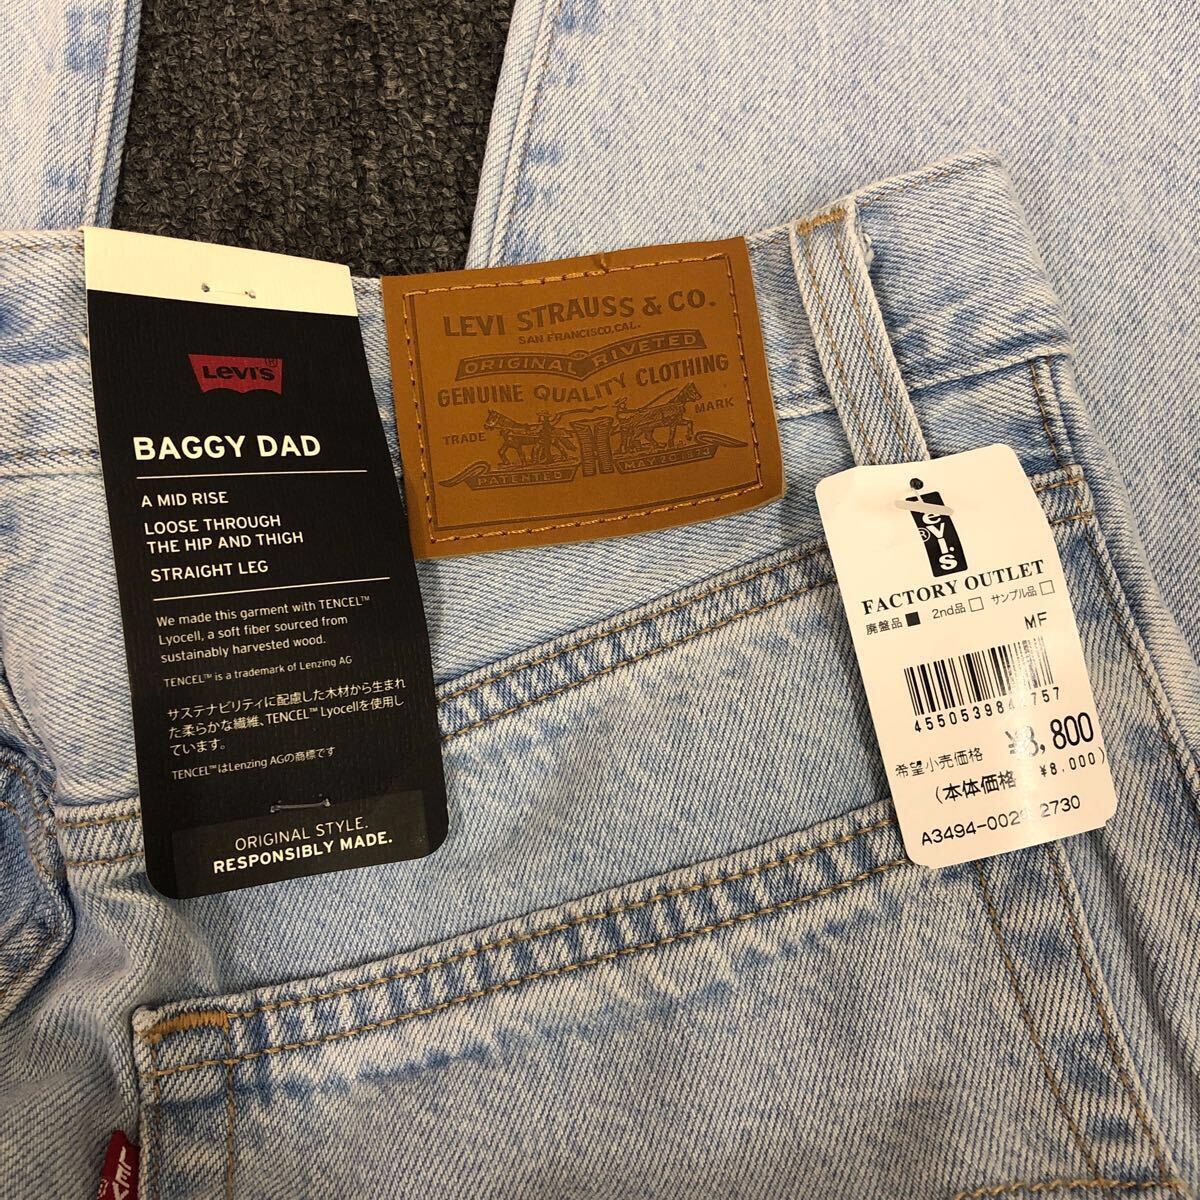 LEVI'S®
BAGGY DAD
A MID RISE
LOOSE THROUGH
THE HIP AND THIGH
STRAIGHT LEG
We made this garment with TENCEL™
Lyocell, a soft fiber sourced from
sustainably harvested wood.
TENCEL™ is a trademark of Lenzing AG
サステナビリティに配慮した木材から生まれ
た柔らかな繊維、TENCEL™ Lyocellを使用し
ています。
TENCEL™はLenzing AGの商標です
ORIGINAL STYLE.
RESPONSIBLY MADE.
LEVI STRAUSS & CO.
SAN FRANCISCO, CAL.
ORIGINAL RIVETED
GENUINE QUALITY CLOTHING
TRADE MARK
PATENTED MAY 20 1873
Levi's®
FACTORY OUTLET
廃盤品 ■ 2nd品 □ サンプル品 □
MF
希望小売価格 ¥8,800
(本体価格 ¥8,000)